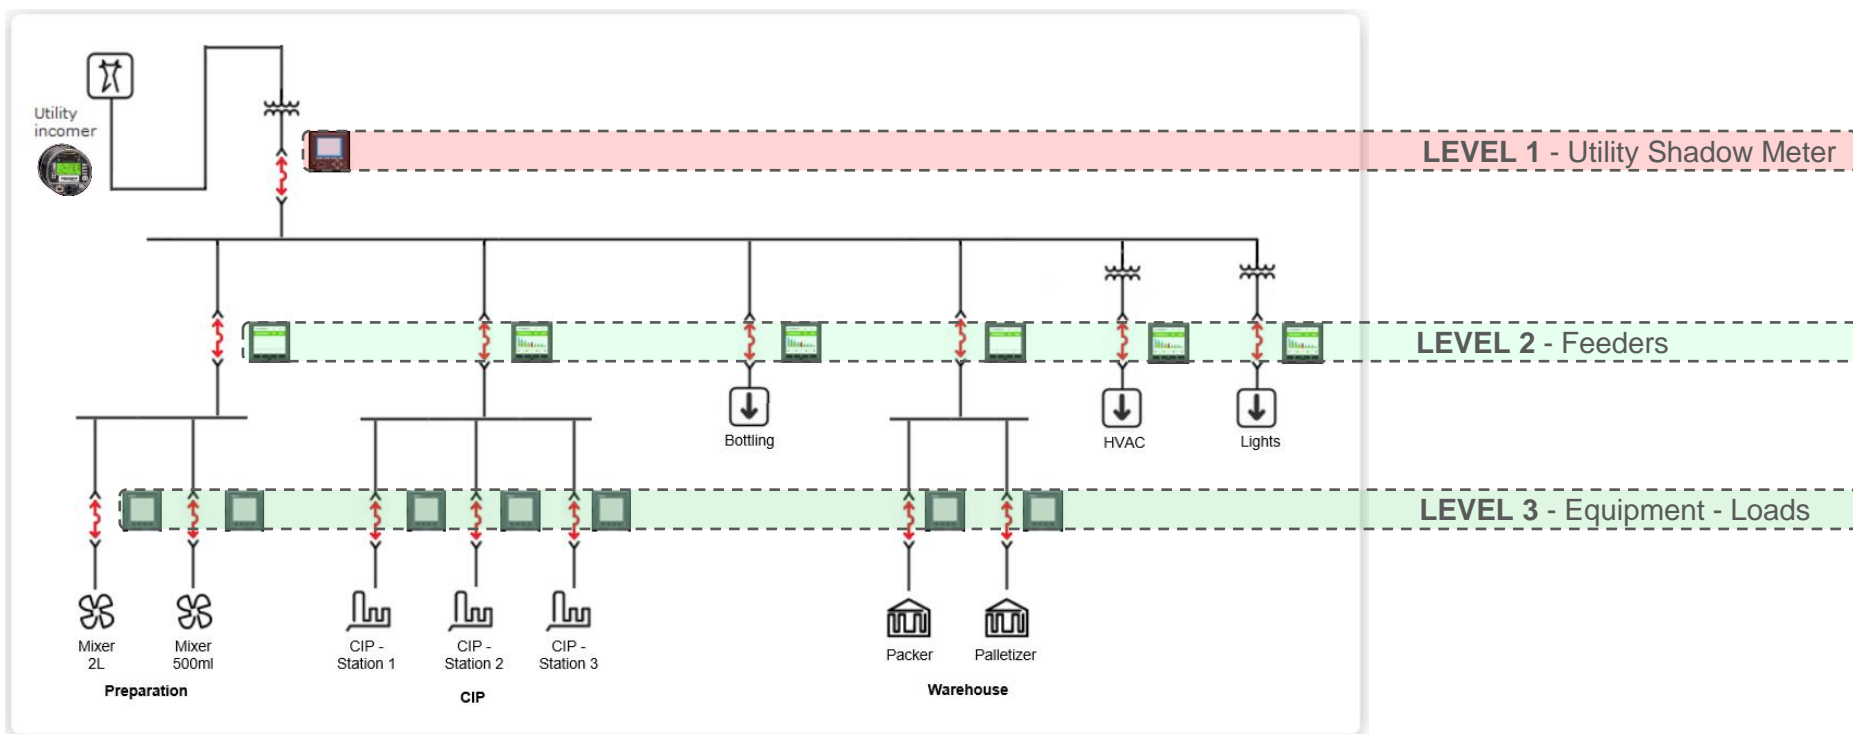 Utility
incomer
LEVEL 1 - Utility Shadow Meter
LEVEL 2 - Feeders
Bottling
HVAC
Lights
LEVEL 3 - Equipment - Loads
Mixer
2L
Mixer
500ml
CIP -
Station 1
CIP -
Station 2
CIP -
Station 3
Packer
Palletizer
Preparation
CIP
Warehouse